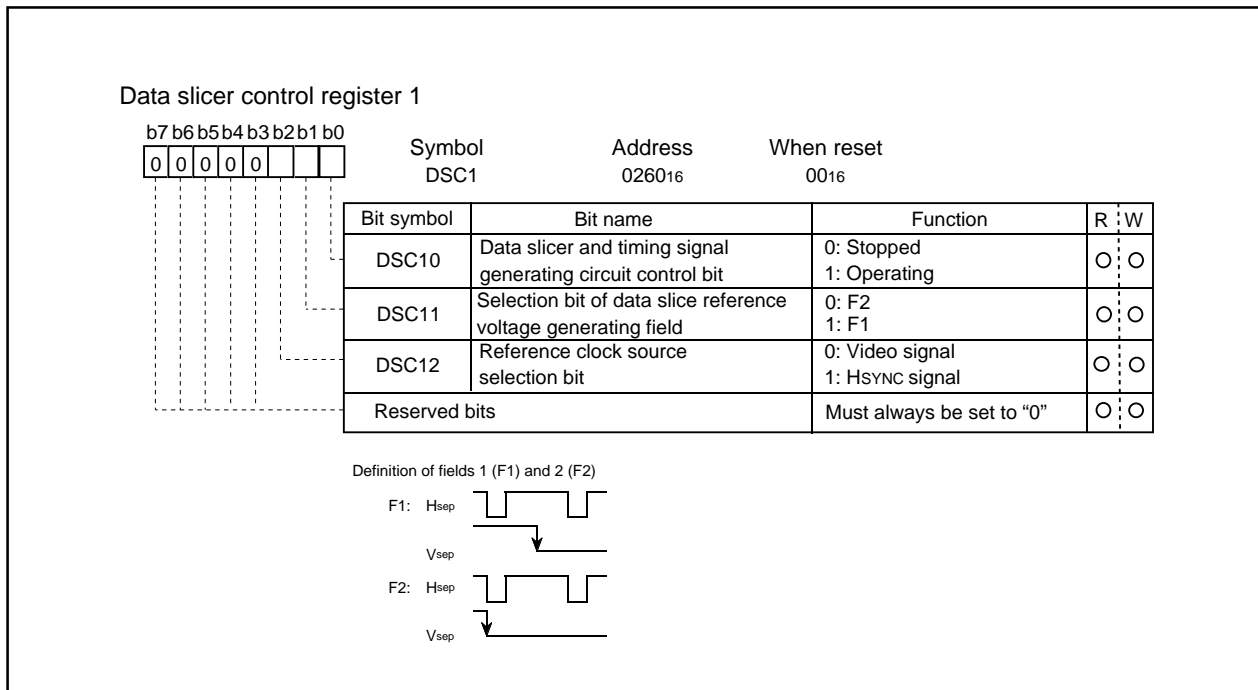 Data slicer control register 1
b7 b6 b5 b4 b3 b2 b1 b0
0 0 0 0 0
Symbol Address When reset
DSC1 026016 0016
Bit symbol Bit name Function R W
DSC10 Data slicer and timing signal generating circuit control bit 0: Stopped 1: Operating
DSC11 Selection bit of data slice reference voltage generating field 0: F2 1: F1
DSC12 Reference clock source selection bit 0: Video signal 1: HSYNC signal
Reserved bits Must always be set to “0”
Definition of fields 1 (F1) and 2 (F2)
F1: Hsep
Vsep
F2: Hsep
Vsep